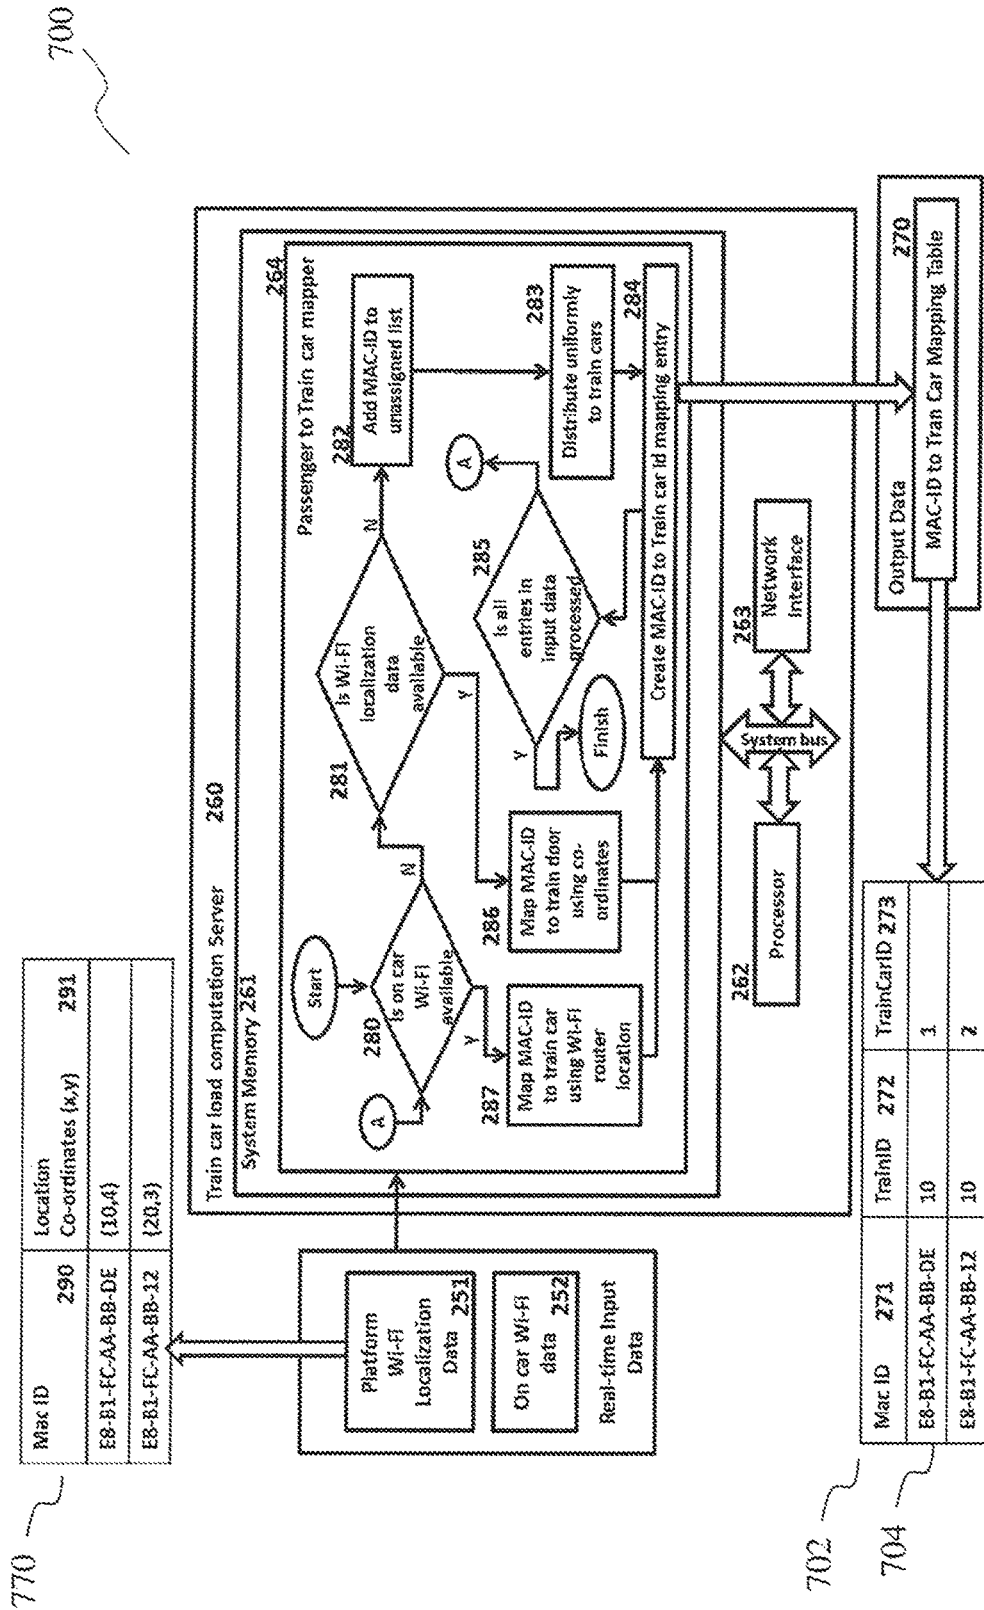 700
770
Mac ID 290
Location
Co-ordinates (x,y) 291
E8-B1-FC-AA-BB-DE (10,4)
E8-B1-FC-AA-BB-12 (20,3)
Platform
Wi-Fi
Localization
Data 251
On car Wi-Fi
data 252
Real-time Input
Data
Train car load computation Server 260
System Memory 261
264
Passenger to Train car mapper
Start
A
280
Is on car
Wi-Fi
available
N
Y
281
Is Wi-Fi
localization
data
available
N
Y
282
Add MAC-ID to
unassigned list
287
Map MAC-ID
to train car
using Wi-Fi
router
location
286
Map MAC-ID
to train door
using co-
ordinates
285
Is all
entries in
input data
processed
Y
A
Finish
283
Distribute uniformly
to train cars
284
Create MAC-ID to Train car id mapping entry
262
Processor
System bus
263
Network
Interface
Output Data
270
MAC-ID to Tran Car Mapping Table
702
704
Mac ID 271 TrainID 272 TrainCarID 273
E8-B1-FC-AA-BB-DE 10 1
E8-B1-FC-AA-BB-12 10 2